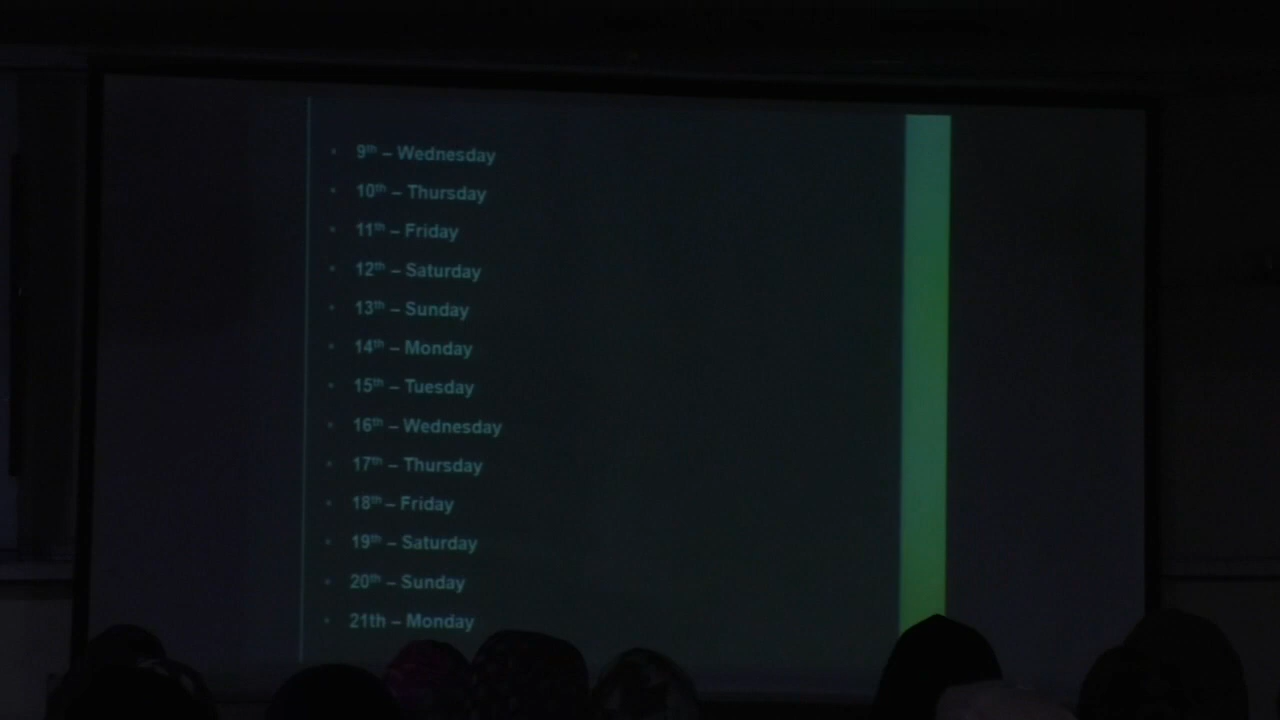 • 9th – Wednesday
• 10th – Thursday
• 11th – Friday
• 12th – Saturday
• 13th – Sunday
• 14th – Monday
• 15th – Tuesday
• 16th – Wednesday
• 17th – Thursday
• 18th – Friday
• 19th – Saturday
• 20th – Sunday
• 21th – Monday